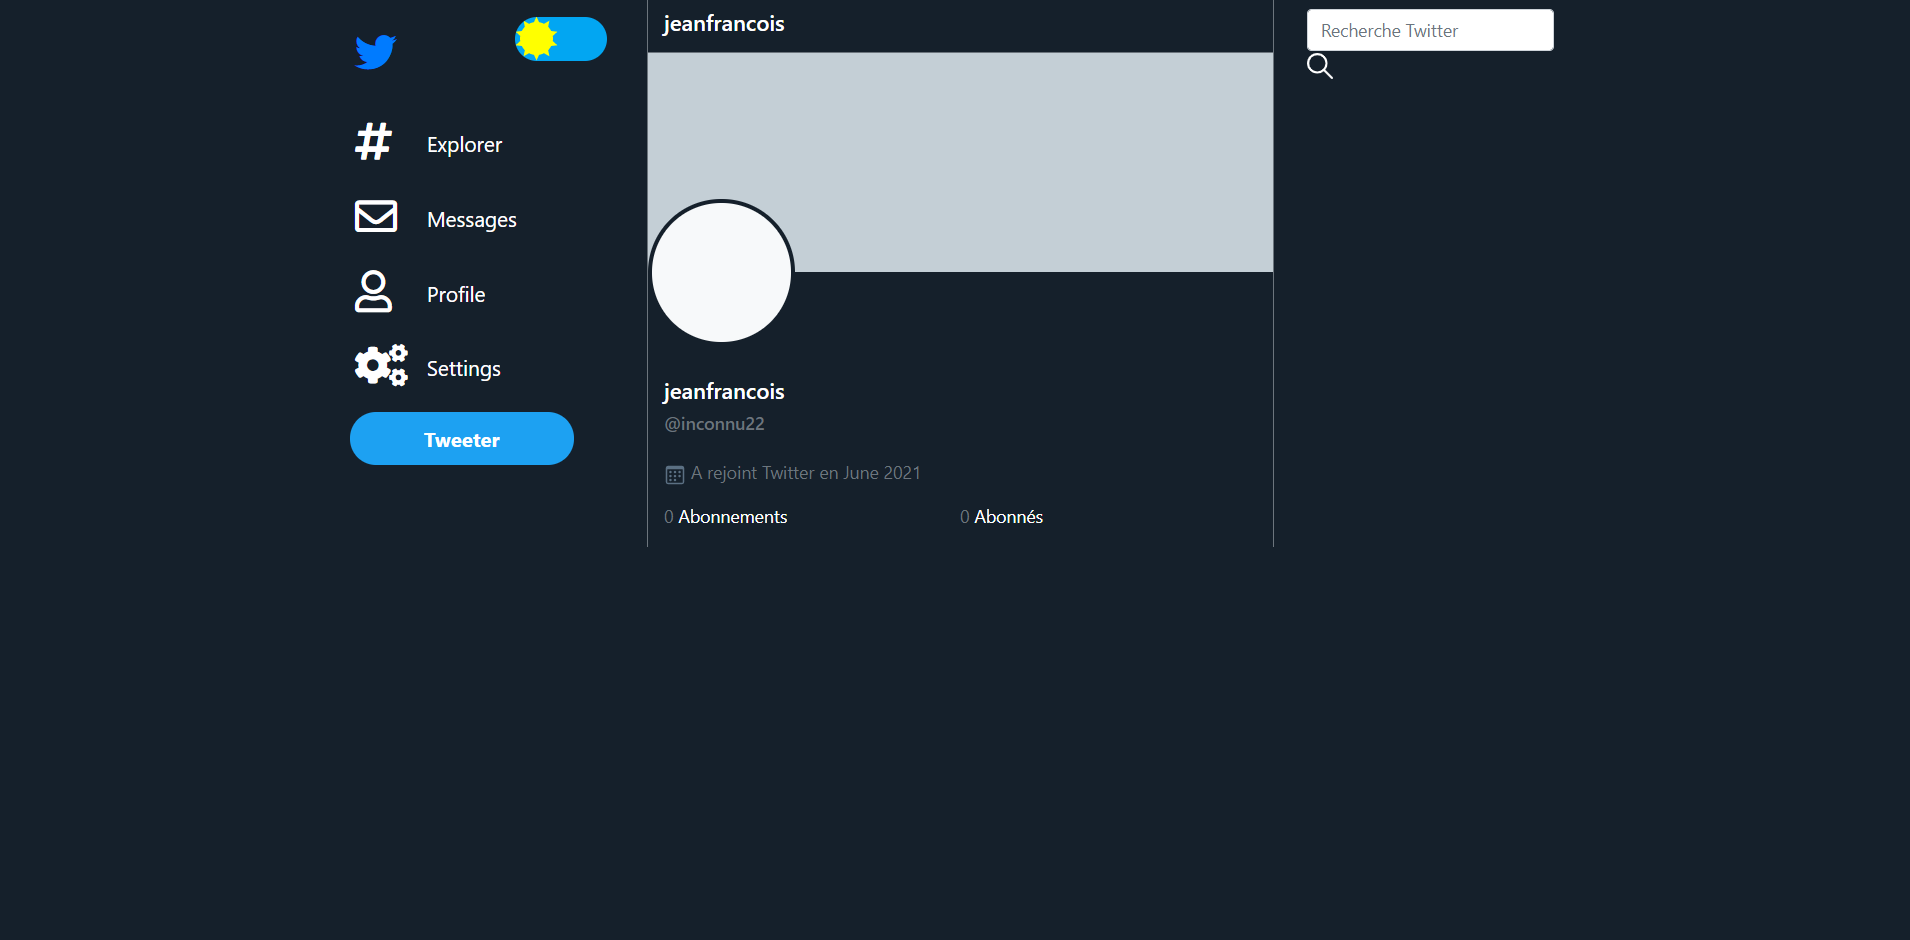 Explorer
Messages
Profile
Settings
Tweeter
jeanfrancois
jeanfrancois
@inconnu22
A rejoint Twitter en June 2021
0 Abonnements
0 Abonnés
Recherche Twitter